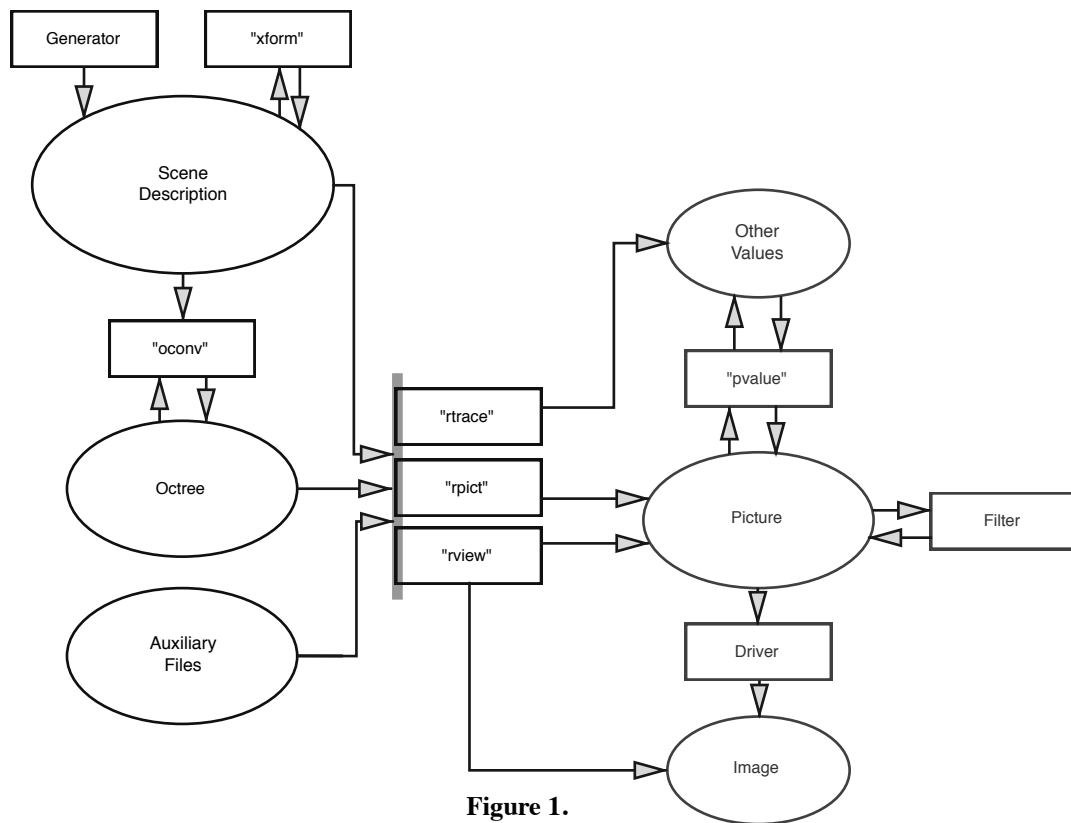 Generator
"xform"
Scene
Description
Other
Values
"oconv"
"pvalue"
"rtrace"
Octree
"rpict"
Picture
Filter
"rview"
Auxiliary
Files
Driver
Image
Figure 1.